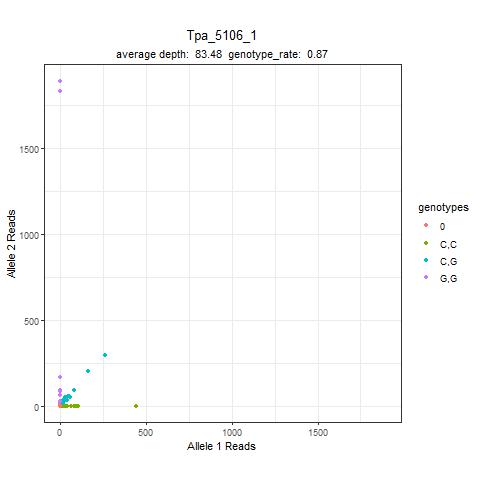 Tpa_5106_1
average depth:  83.48  genotype_rate:  0.87
1500
1000
500
0
Allele 2 Reads
0
500
1000
1500
Allele 1 Reads
genotypes
0
C,C
C,G
G,G